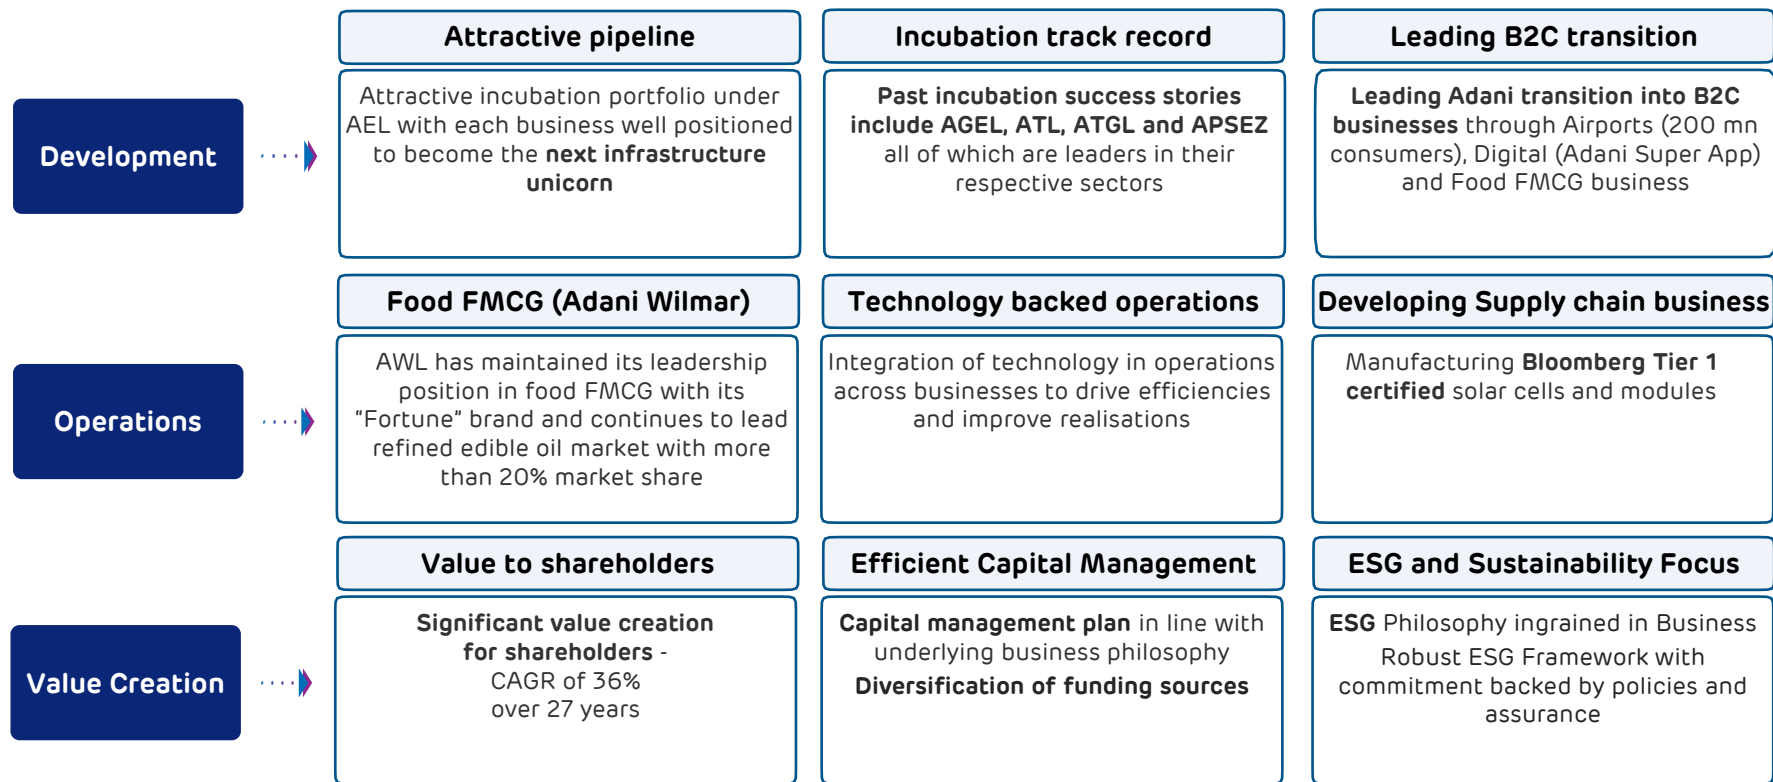 Development
Attractive pipeline
Attractive incubation portfolio under
AEL with each business well positioned
to become the next infrastructure
unicorn
Incubation track record
Past incubation success stories
include AGEL, ATL, ATGL and APSEZ
all of which are leaders in their
respective sectors
Leading B2C transition
Leading Adani transition into B2C
businesses through Airports (200 mn
consumers), Digital (Adani Super App)
and Food FMCG business
Operations
Food FMCG (Adani Wilmar)
AWL has maintained its leadership
position in food FMCG with its
“Fortune” brand and continues to lead
refined edible oil market with more
than 20% market share
Technology backed operations
Integration of technology in operations
across businesses to drive efficiencies
and improve realisations
Developing Supply chain business
Manufacturing Bloomberg Tier 1
certified solar cells and modules
Value Creation
Value to shareholders
Significant value creation
for shareholders -
CAGR of 36%
over 27 years
Efficient Capital Management
Capital management plan in line with
underlying business philosophy
Diversification of funding sources
ESG and Sustainability Focus
ESG Philosophy ingrained in Business
Robust ESG Framework with
commitment backed by policies and
assurance